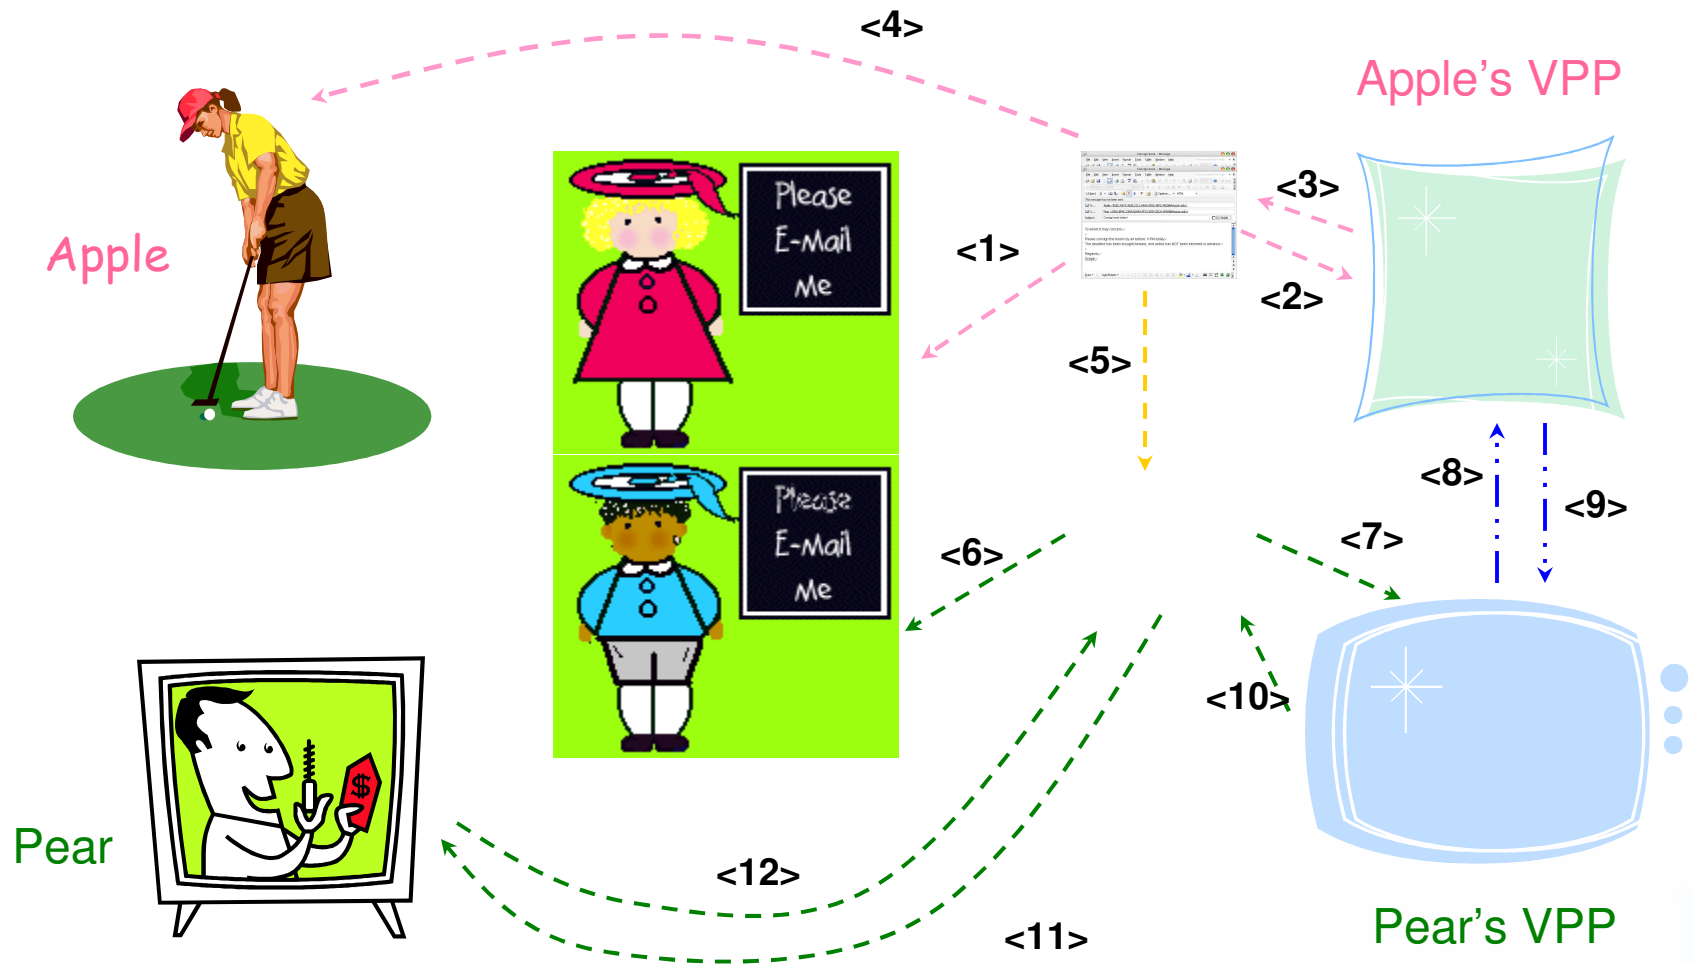 <4>
Apple's VPP
<3>
Please
E-Mail
Me
<1>
Apple
<2>
<5>
<8>
<9>
Please
E-Mail
Me
<6>
<7>
<10>
$
Pear
<12>
<11>
Pear's VPP